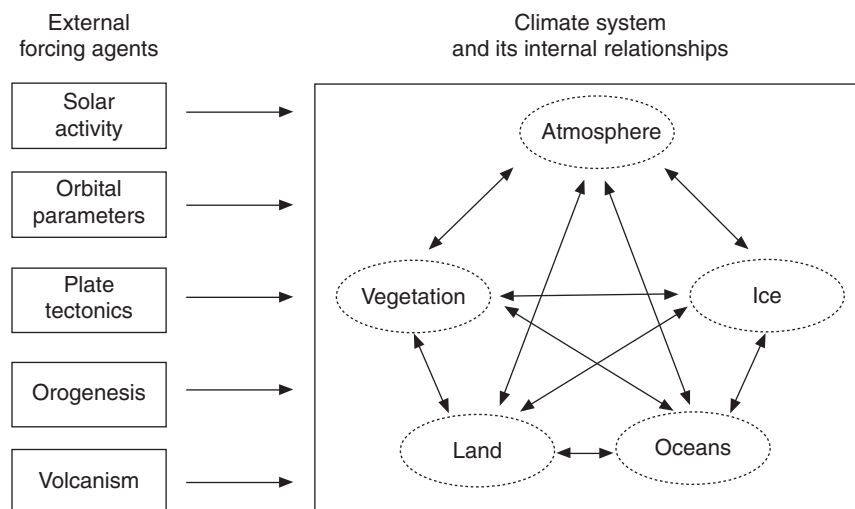 External
forcing agents
Climate system
and its internal relationships
Solar
activity
Orbital
parameters
Plate
tectonics
Orogenesis
Volcanism
Atmosphere
Vegetation
Ice
Land
Oceans